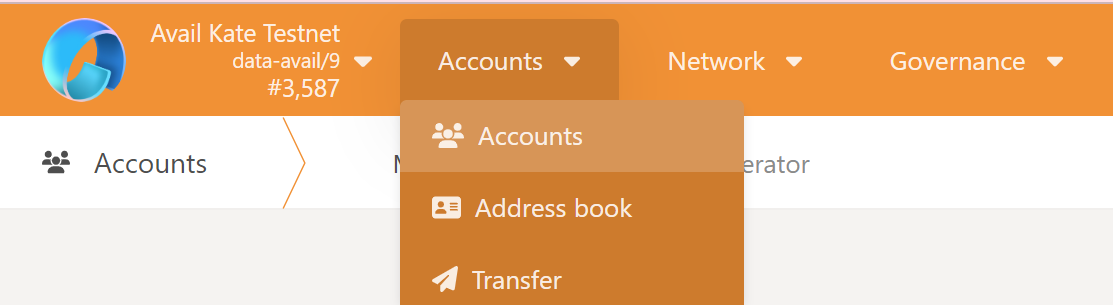 Avail Kate Testnet
data-avail/9
#3,587
Accounts
Network
Governance
Accounts
Accounts
Address book
Transfer